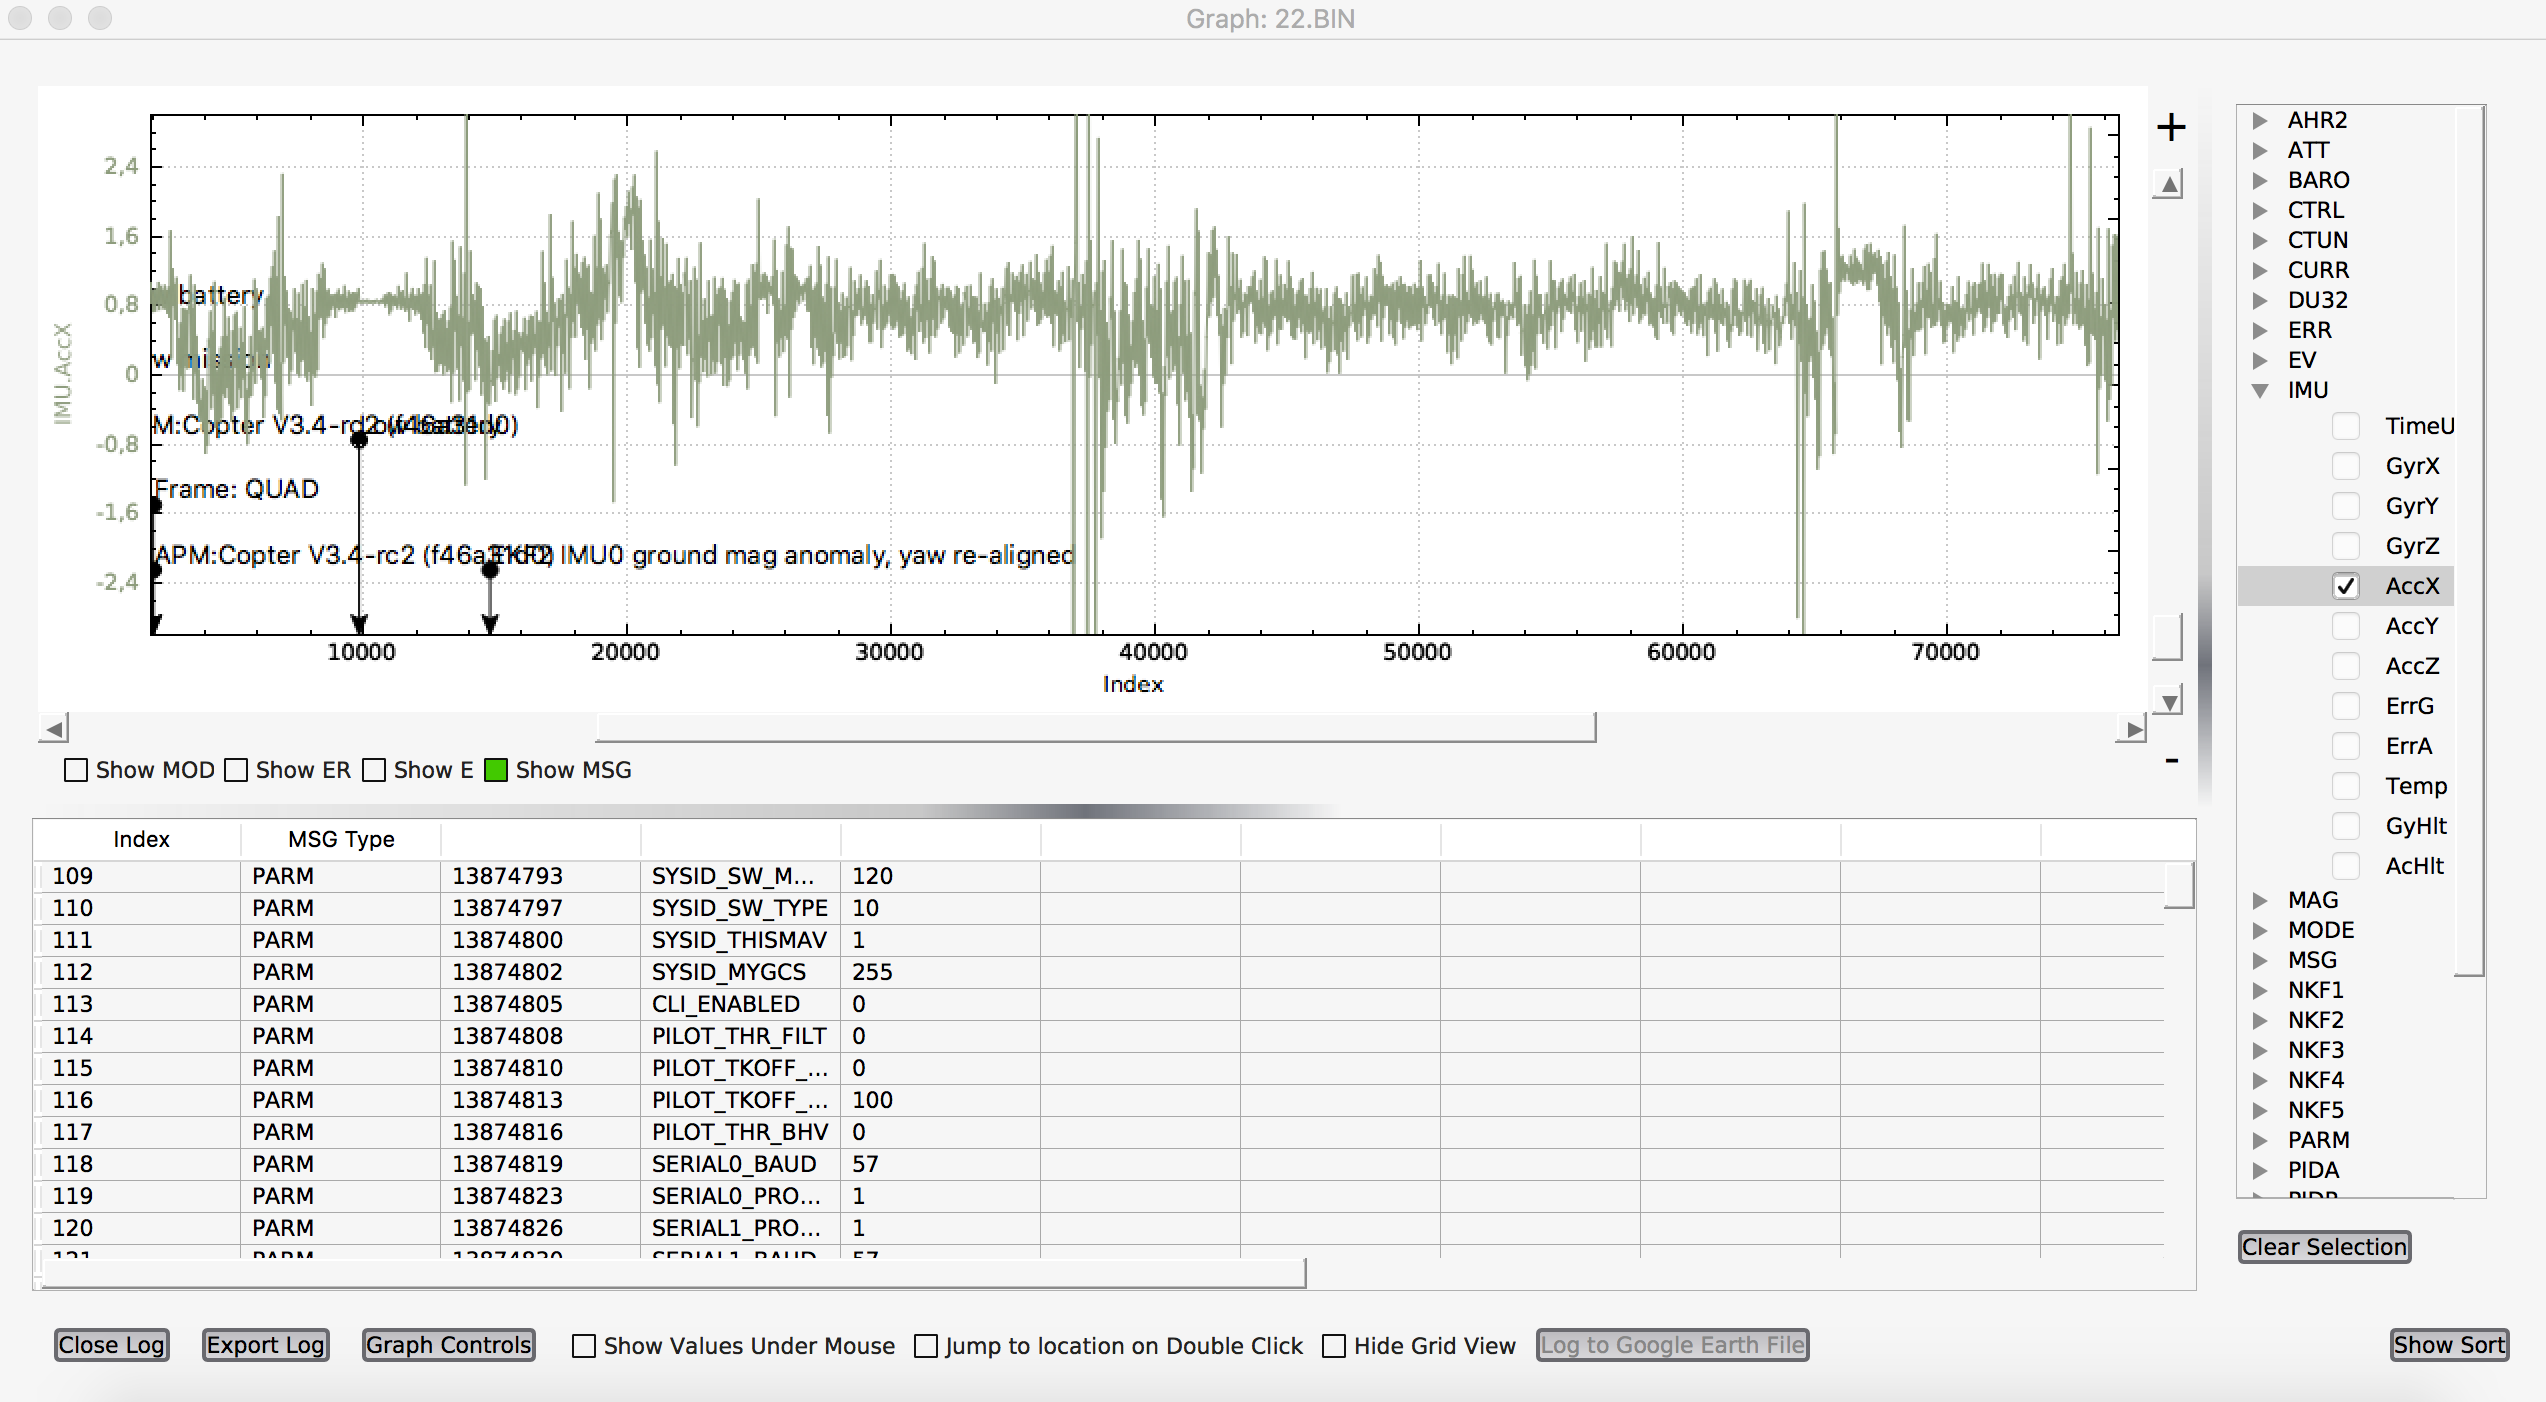 Graph: 22.BIN
2,4
1,6
0,8
0
-0,8
-1,6
-2,4
IMU.AccX
battery
w mission
M:Copter V3.4-rc2 (f46a31d0)
low battery
Frame: QUAD
APM:Copter V3.4-rc2 (f46a31d0)
EKF2 IMU0 ground mag anomaly, yaw re-aligned
10000 20000 30000 40000 50000 60000 70000
Index
+
-
Show MOD Show ER Show E Show MSG
Index MSG Type
109 PARM 13874793 SYSID_SW_M... 120
110 PARM 13874797 SYSID_SW_TYPE 10
111 PARM 13874800 SYSID_THISMAV 1
112 PARM 13874802 SYSID_MYGCS 255
113 PARM 13874805 CLI_ENABLED 0
114 PARM 13874808 PILOT_THR_FILT 0
115 PARM 13874810 PILOT_TKOFF_... 0
116 PARM 13874813 PILOT_TKOFF_... 100
117 PARM 13874816 PILOT_THR_BHV 0
118 PARM 13874819 SERIAL0_BAUD 57
119 PARM 13874823 SERIAL0_PRO... 1
120 PARM 13874826 SERIAL1_PRO... 1
121 PARM 13874830 SERIAL1_BAUD 57
AHR2
ATT
BARO
CTRL
CTUN
CURR
DU32
ERR
EV
IMU
TimeU
GyrX
GyrY
GyrZ
AccX
AccY
AccZ
ErrG
ErrA
Temp
GyHlt
AcHlt
MAG
MODE
MSG
NKF1
NKF2
NKF3
NKF4
NKF5
PARM
PIDA
Clear Selection
Close Log Export Log Graph Controls Show Values Under Mouse Jump to location on Double Click Hide Grid View Log to Google Earth File Show Sort